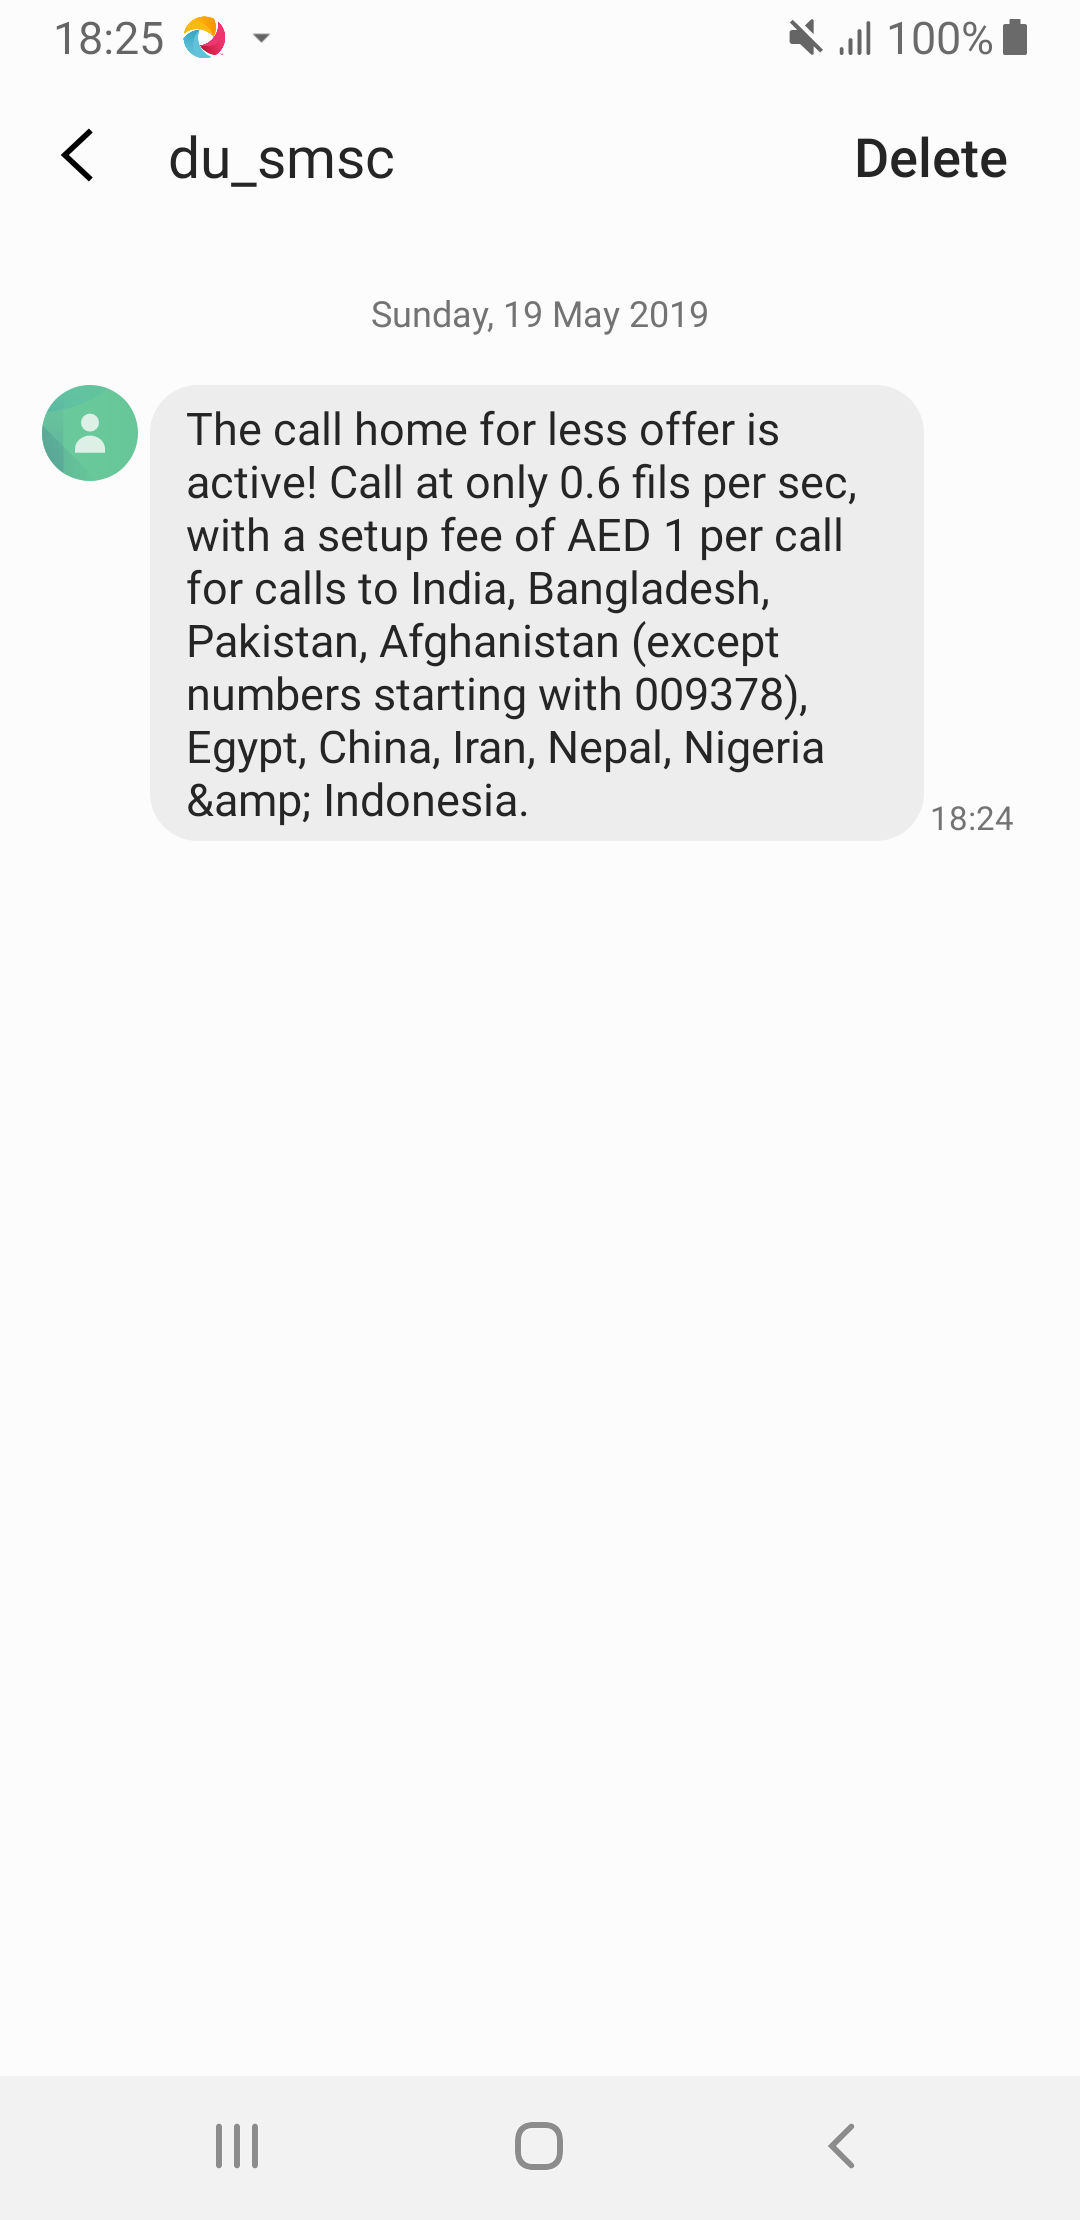 18:25 100%
du_smsc Delete
Sunday, 19 May 2019
The call home for less offer is
active! Call at only 0.6 fils per sec,
with a setup fee of AED 1 per call
for calls to India, Bangladesh,
Pakistan, Afghanistan (except
numbers starting with 009378),
Egypt, China, Iran, Nepal, Nigeria
&amp; Indonesia.
18:24